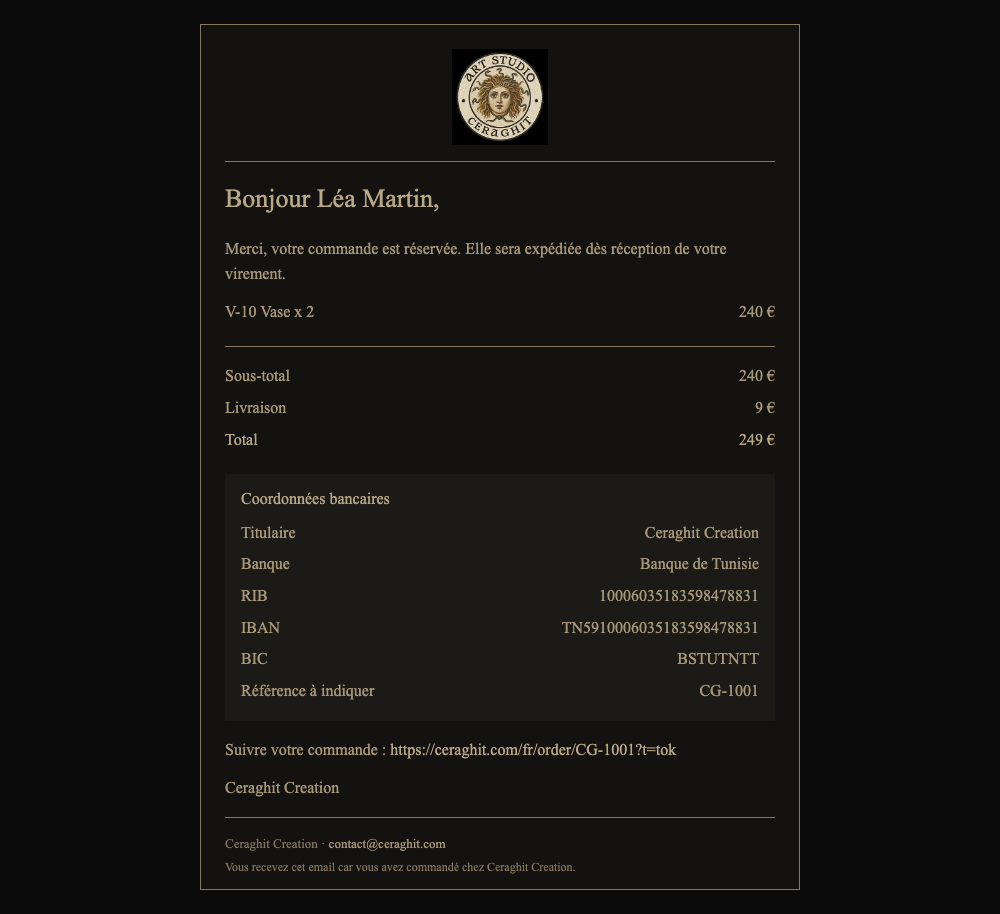 ART STUDIO
CERAGHIT
Bonjour Léa Martin,
Merci, votre commande est réservée. Elle sera expédiée dès réception de votre
virement.
V-10 Vase x 2 240 €
Sous-total 240 €
Livraison 9 €
Total 249 €
Coordonnées bancaires
Titulaire Ceraghit Creation
Banque Banque de Tunisie
RIB 10006035183598478831
IBAN TN5910006035183598478831
BIC BSTUTNTT
Référence à indiquer CG-1001
Suivre votre commande : https://ceraghit.com/fr/order/CG-1001?t=tok
Ceraghit Creation
Ceraghit Creation · contact@ceraghit.com
Vous recevez cet email car vous avez commandé chez Ceraghit Creation.